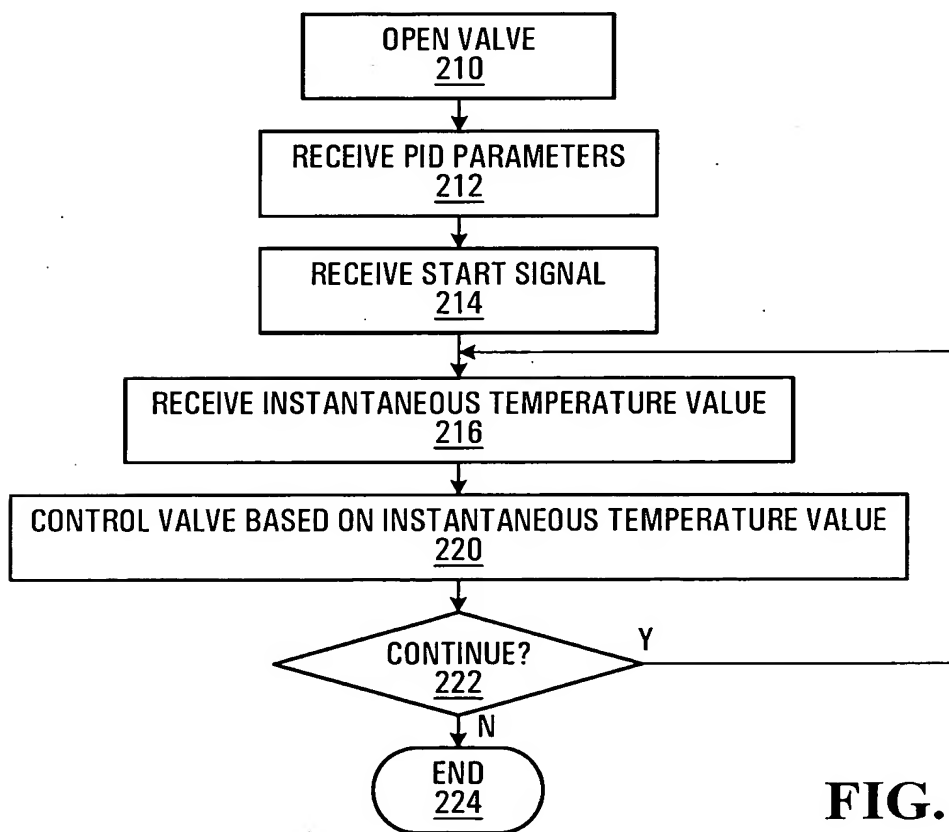 OPEN VALVE
210
RECEIVE PID PARAMETERS
212
RECEIVE START SIGNAL
214
RECEIVE INSTANTANEOUS TEMPERATURE VALUE
216
CONTROL VALVE BASED ON INSTANTANEOUS TEMPERATURE VALUE
220
CONTINUE?
222
Y
N
END
224
FIG.